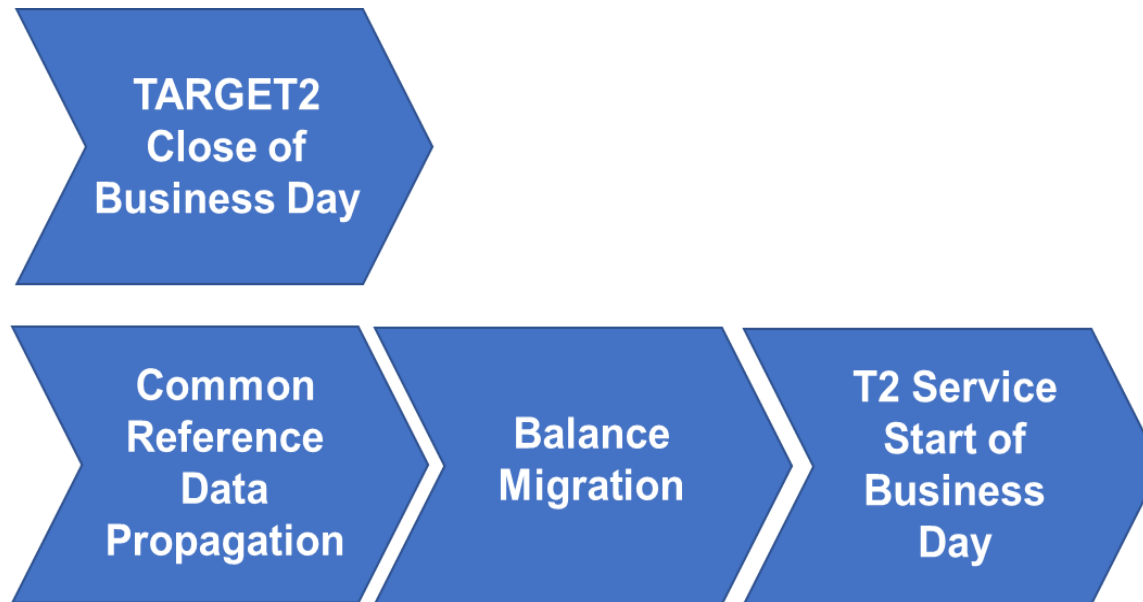 TARGET2
Close of
Business Day
Common
Reference
Data
Propagation
Balance
Migration
T2 Service
Start of
Business
Day